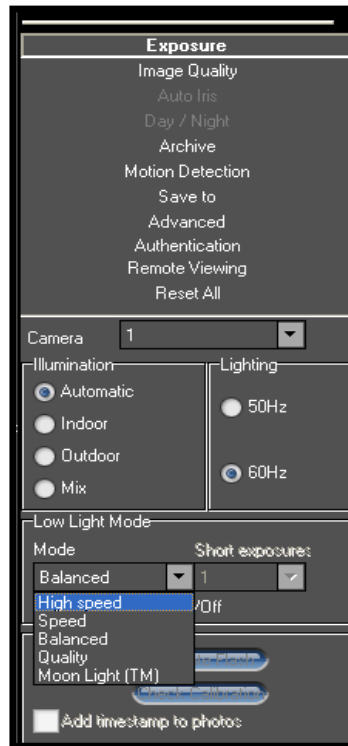 Exposure
Image Quality
Auto Iris
Day / Night
Archive
Motion Detection
Save to
Advanced
Authentication
Remote Viewing
Reset All
Camera 1
Illumination Lighting
Automatic
50Hz
Indoor
Outdoor
60Hz
Mix
Low Light Mode
Mode Short exposures
Balanced 1
High speed /Off
Speed
Balanced
Quality
Moon Light (TM)
Add timestamp to photos